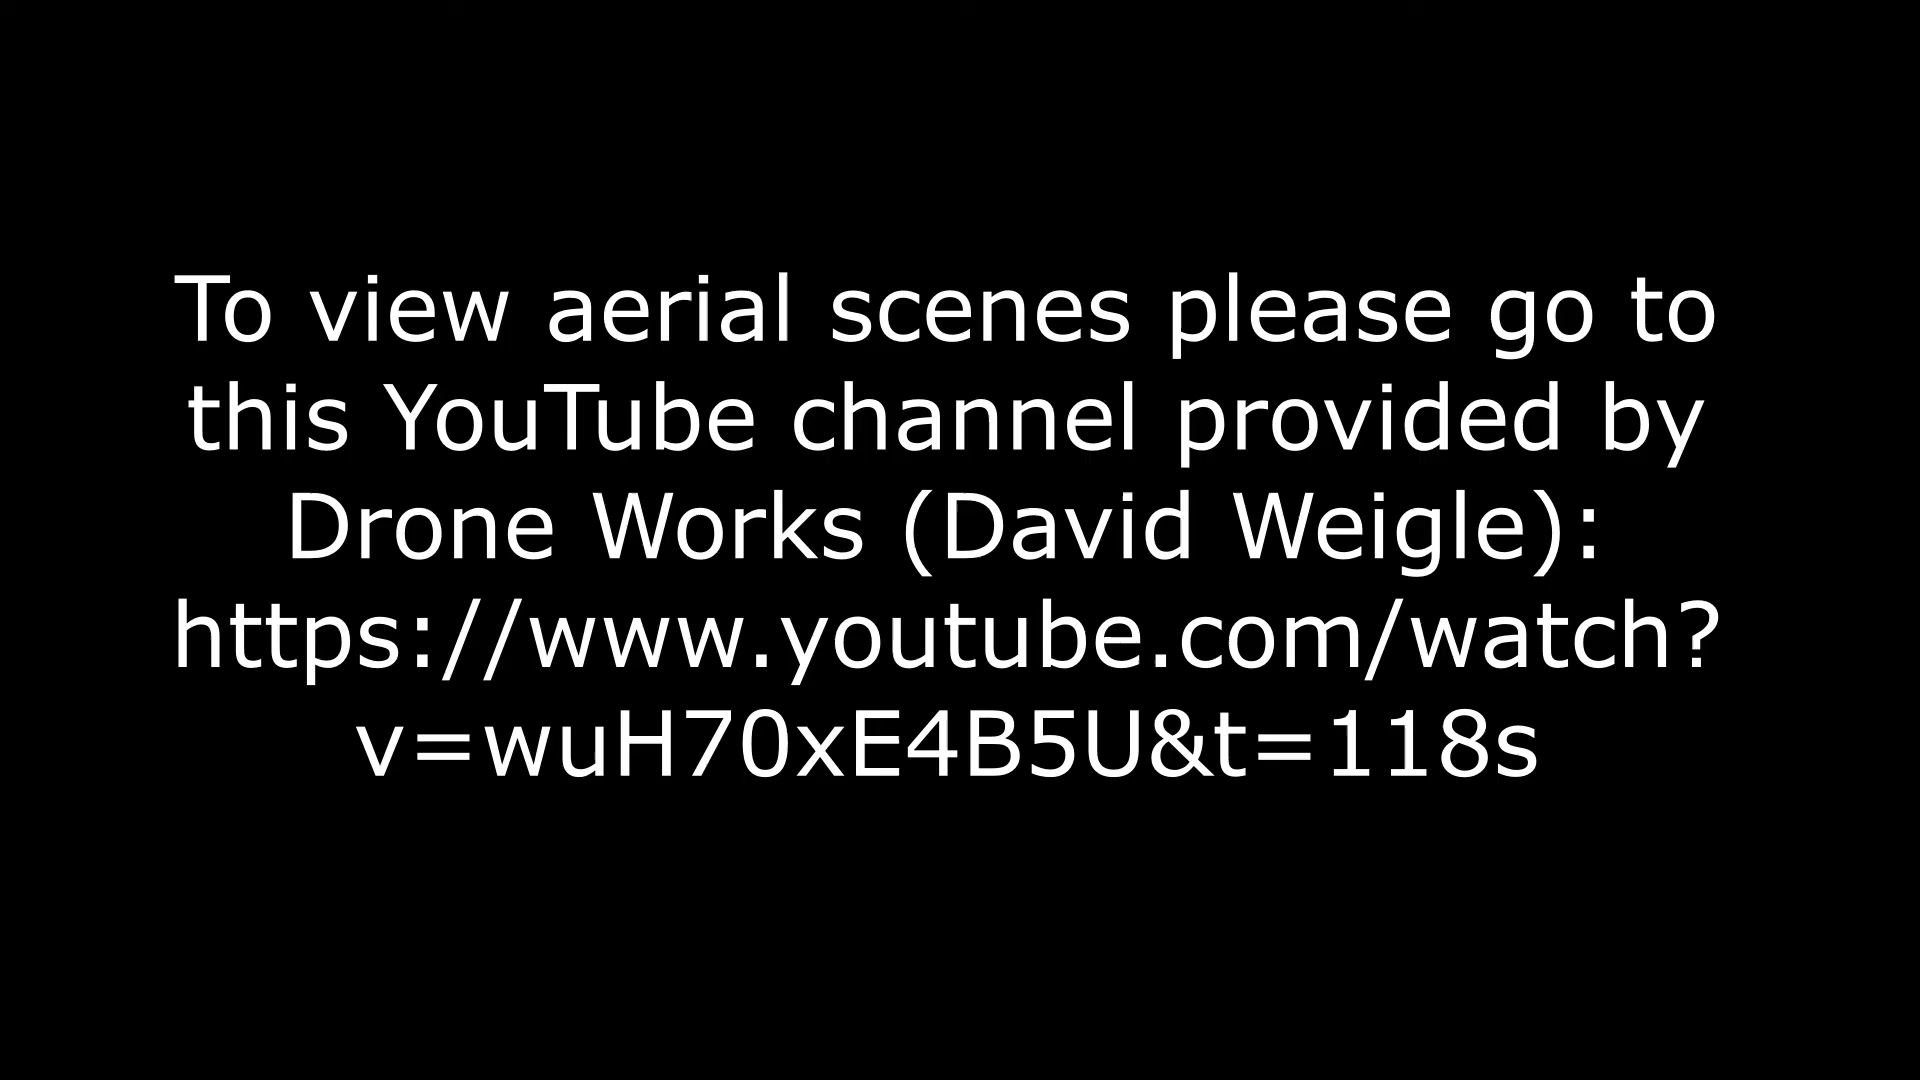 To view aerial scenes please go to
this YouTube channel provided by
Drone Works (David Weigle):
https://www.youtube.com/watch?
v=wuH70xE4B5U&t=118s